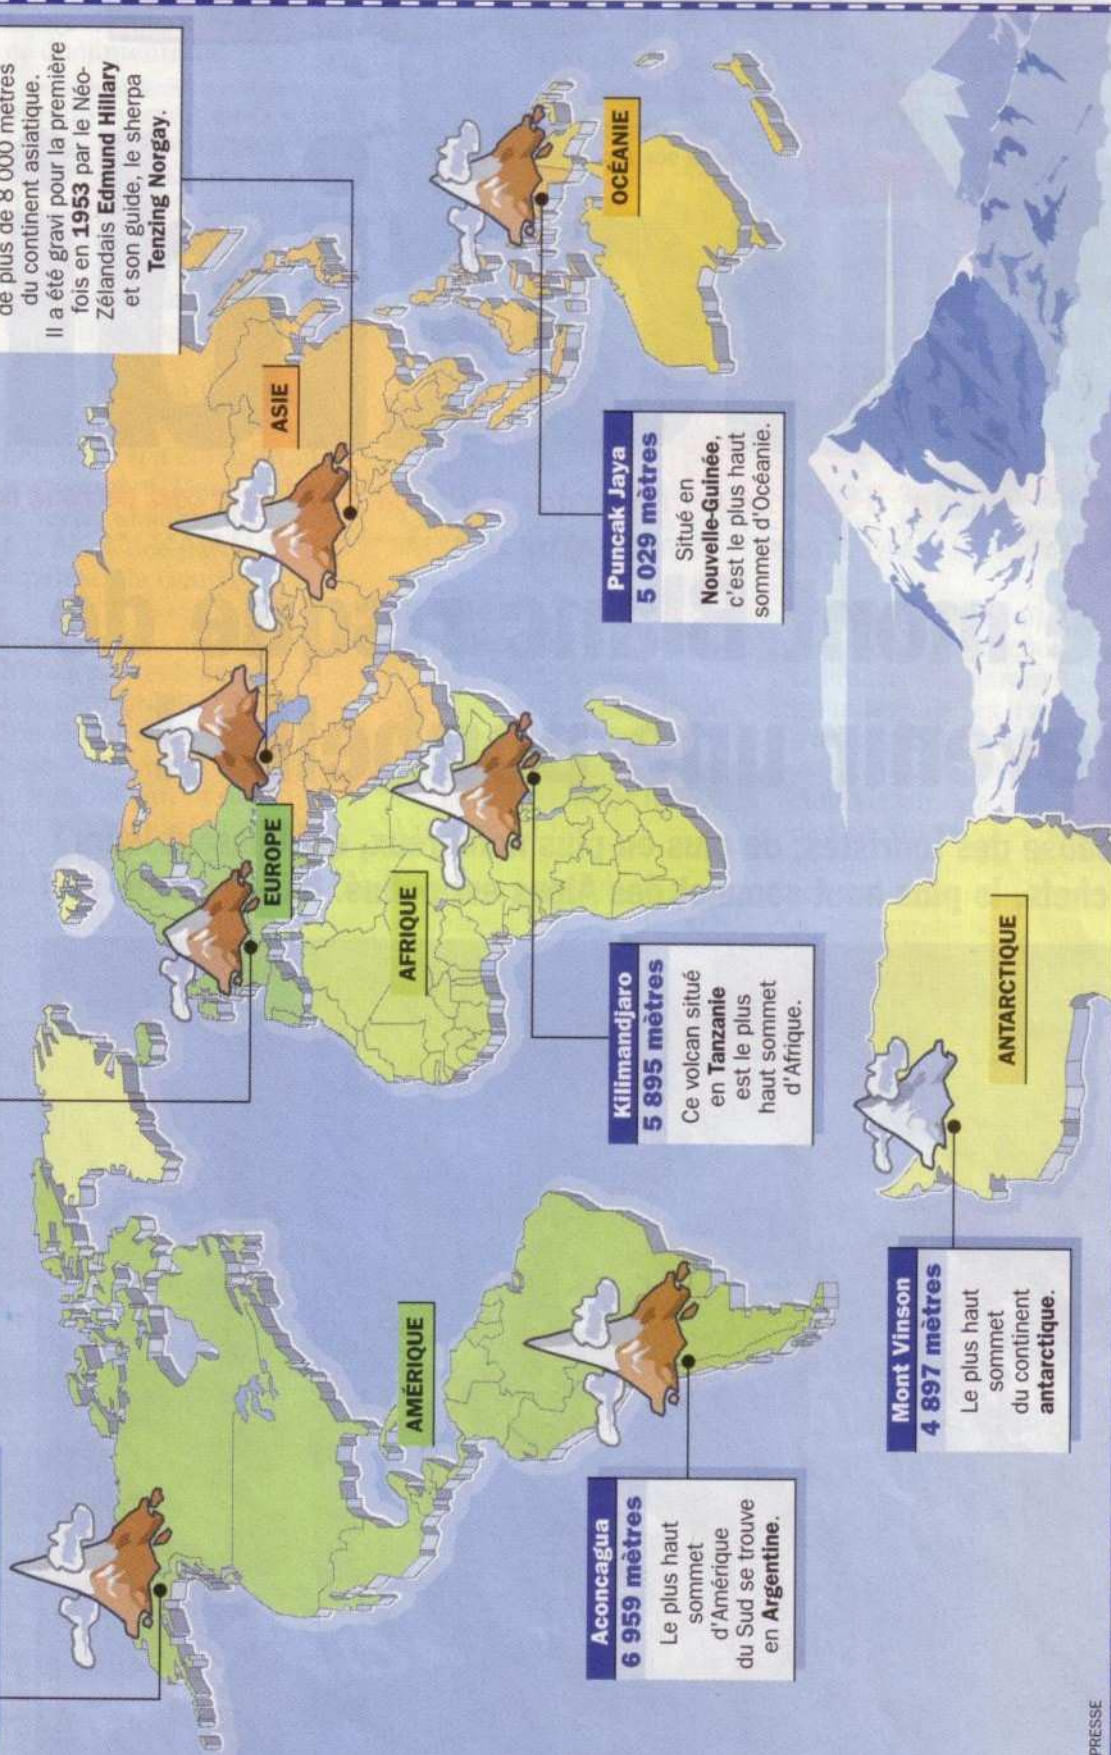 de plus de 8 000 mètres
du continent asiatique.
Il a été gravi pour la première
fois en 1953 par le Néo-
Zélandais Edmund Hillary
et son guide, le sherpa
Tenzing Norgay.
ASIE
EUROPE
AFRIQUE
AMÉRIQUE
OCÉANIE
ANTARCTIQUE
Aconcagua
6 959 mètres
Le plus haut
sommet
d'Amérique
du Sud se trouve
en Argentine.
Kilimandjaro
5 895 mètres
Ce volcan situé
en Tanzanie
est le plus
haut sommet
d'Afrique.
Puncak Jaya
5 029 mètres
Situé en
Nouvelle-Guinée,
c'est le plus haut
sommet d'Océanie.
Mont Vinson
4 897 mètres
Le plus haut
sommet
du continent
antarctique.
PRESSE